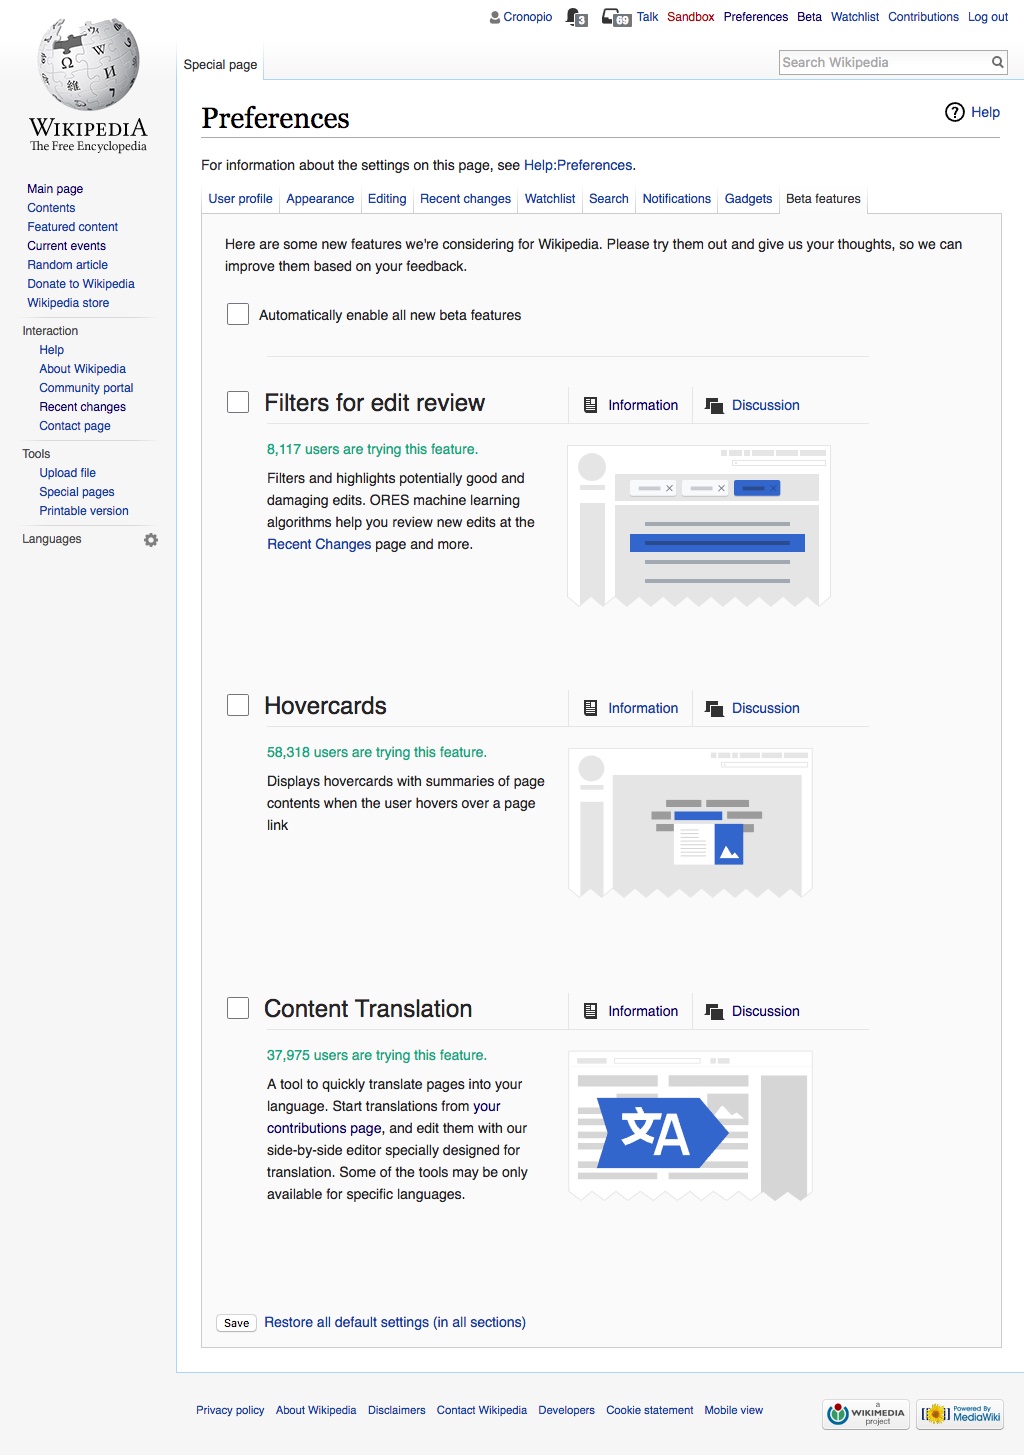 Cronopio 3 69 Talk Sandbox Preferences Beta Watchlist Contributions Log out
Special page
Search Wikipedia
WIKIPEDIA
The Free Encyclopedia
Main page
Contents
Featured content
Current events
Random article
Donate to Wikipedia
Wikipedia store
Interaction
Help
About Wikipedia
Community portal
Recent changes
Contact page
Tools
Upload file
Special pages
Printable version
Languages
Preferences
Help
For information about the settings on this page, see Help:Preferences.
User profile Appearance Editing Recent changes Watchlist Search Notifications Gadgets Beta features
Here are some new features we're considering for Wikipedia. Please try them out and give us your thoughts, so we can
improve them based on your feedback.
Automatically enable all new beta features
Filters for edit review Information Discussion
8,117 users are trying this feature.
Filters and highlights potentially good and
damaging edits. ORES machine learning
algorithms help you review new edits at the
Recent Changes page and more.
Hovercards Information Discussion
58,318 users are trying this feature.
Displays hovercards with summaries of page
contents when the user hovers over a page
link
Content Translation Information Discussion
37,975 users are trying this feature.
A tool to quickly translate pages into your
language. Start translations from your
contributions page, and edit them with our
side-by-side editor specially designed for
translation. Some of the tools may be only
available for specific languages.
文A
Save Restore all default settings (in all sections)
Privacy policy About Wikipedia Disclaimers Contact Wikipedia Developers Cookie statement Mobile view
a
WIKIMEDIA
project
Powered By
MediaWiki